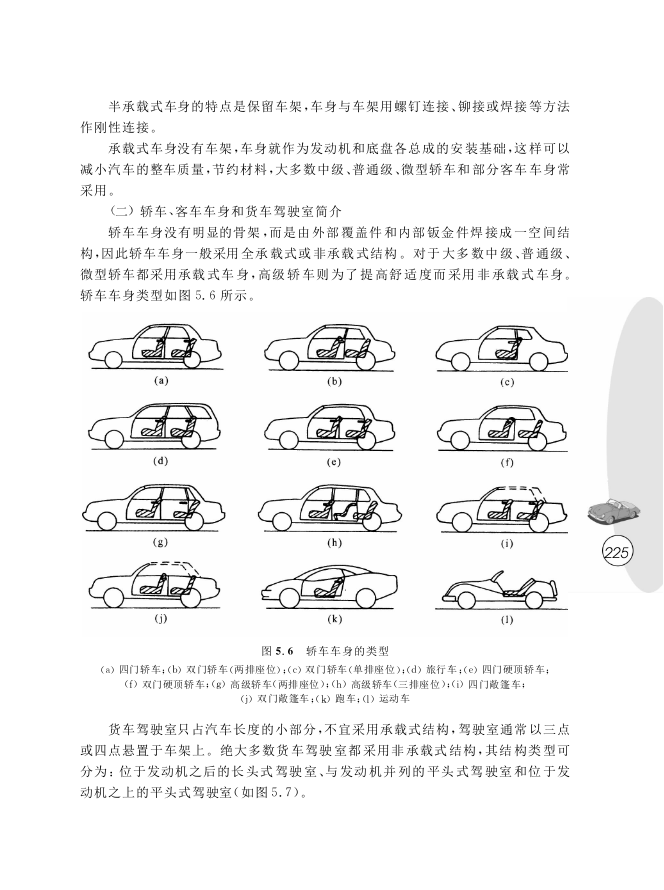 半承载式车身的特点是保留车架,车身与车架用螺钉连接、铆接或焊接等方法
作刚性连接。
承载式车身没有车架,车身就作为发动机和底盘各总成的安装基础,这样可以
减小汽车的整车质量,节约材料,大多数中级、普通级、微型轿车和部分客车车身常
采用。
(二)轿车、客车车身和货车驾驶室简介
轿车车身没有明显的骨架,而是由外部覆盖件和内部钣金件焊接成一空间结
构,因此轿车车身一般采用全承载式或非承载式结构。对于大多数中级、普通级、
微型轿车都采用承载式车身,高级轿车则为了提高舒适度而采用非承载式车身。
轿车车身类型如图 5.6 所示。
(a) (b) (c)
(d) (e) (f)
(g) (h) (i)
225
(j) (k) (l)
图 5.6 轿车车身的类型
(a) 四门轿车;(b) 双门轿车(两排座位);(c) 双门轿车(单排座位);(d) 旅行车;(e) 四门硬顶轿车;
(f) 双门硬顶轿车;(g) 高级轿车(两排座位);(h) 高级轿车(三排座位);(i) 四门敞篷车;
(j) 双门敞篷车;(k) 跑车;(l) 运动车
货车驾驶室只占汽车长度的小部分,不宜采用承载式结构,驾驶室通常以三点
或四点悬置于车架上。绝大多数货车驾驶室都采用非承载式结构,其结构类型可
分为:位于发动机之后的长头式驾驶室、与发动机并列的平头式驾驶室和位于发
动机之上的平头式驾驶室(如图5.7)。